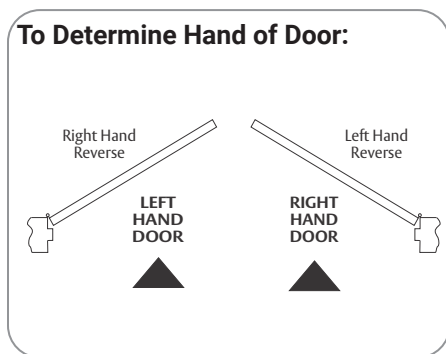 To Determine Hand of Door:
Right Hand
Reverse
Left Hand
Reverse
LEFT
HAND
DOOR
RIGHT
HAND
DOOR